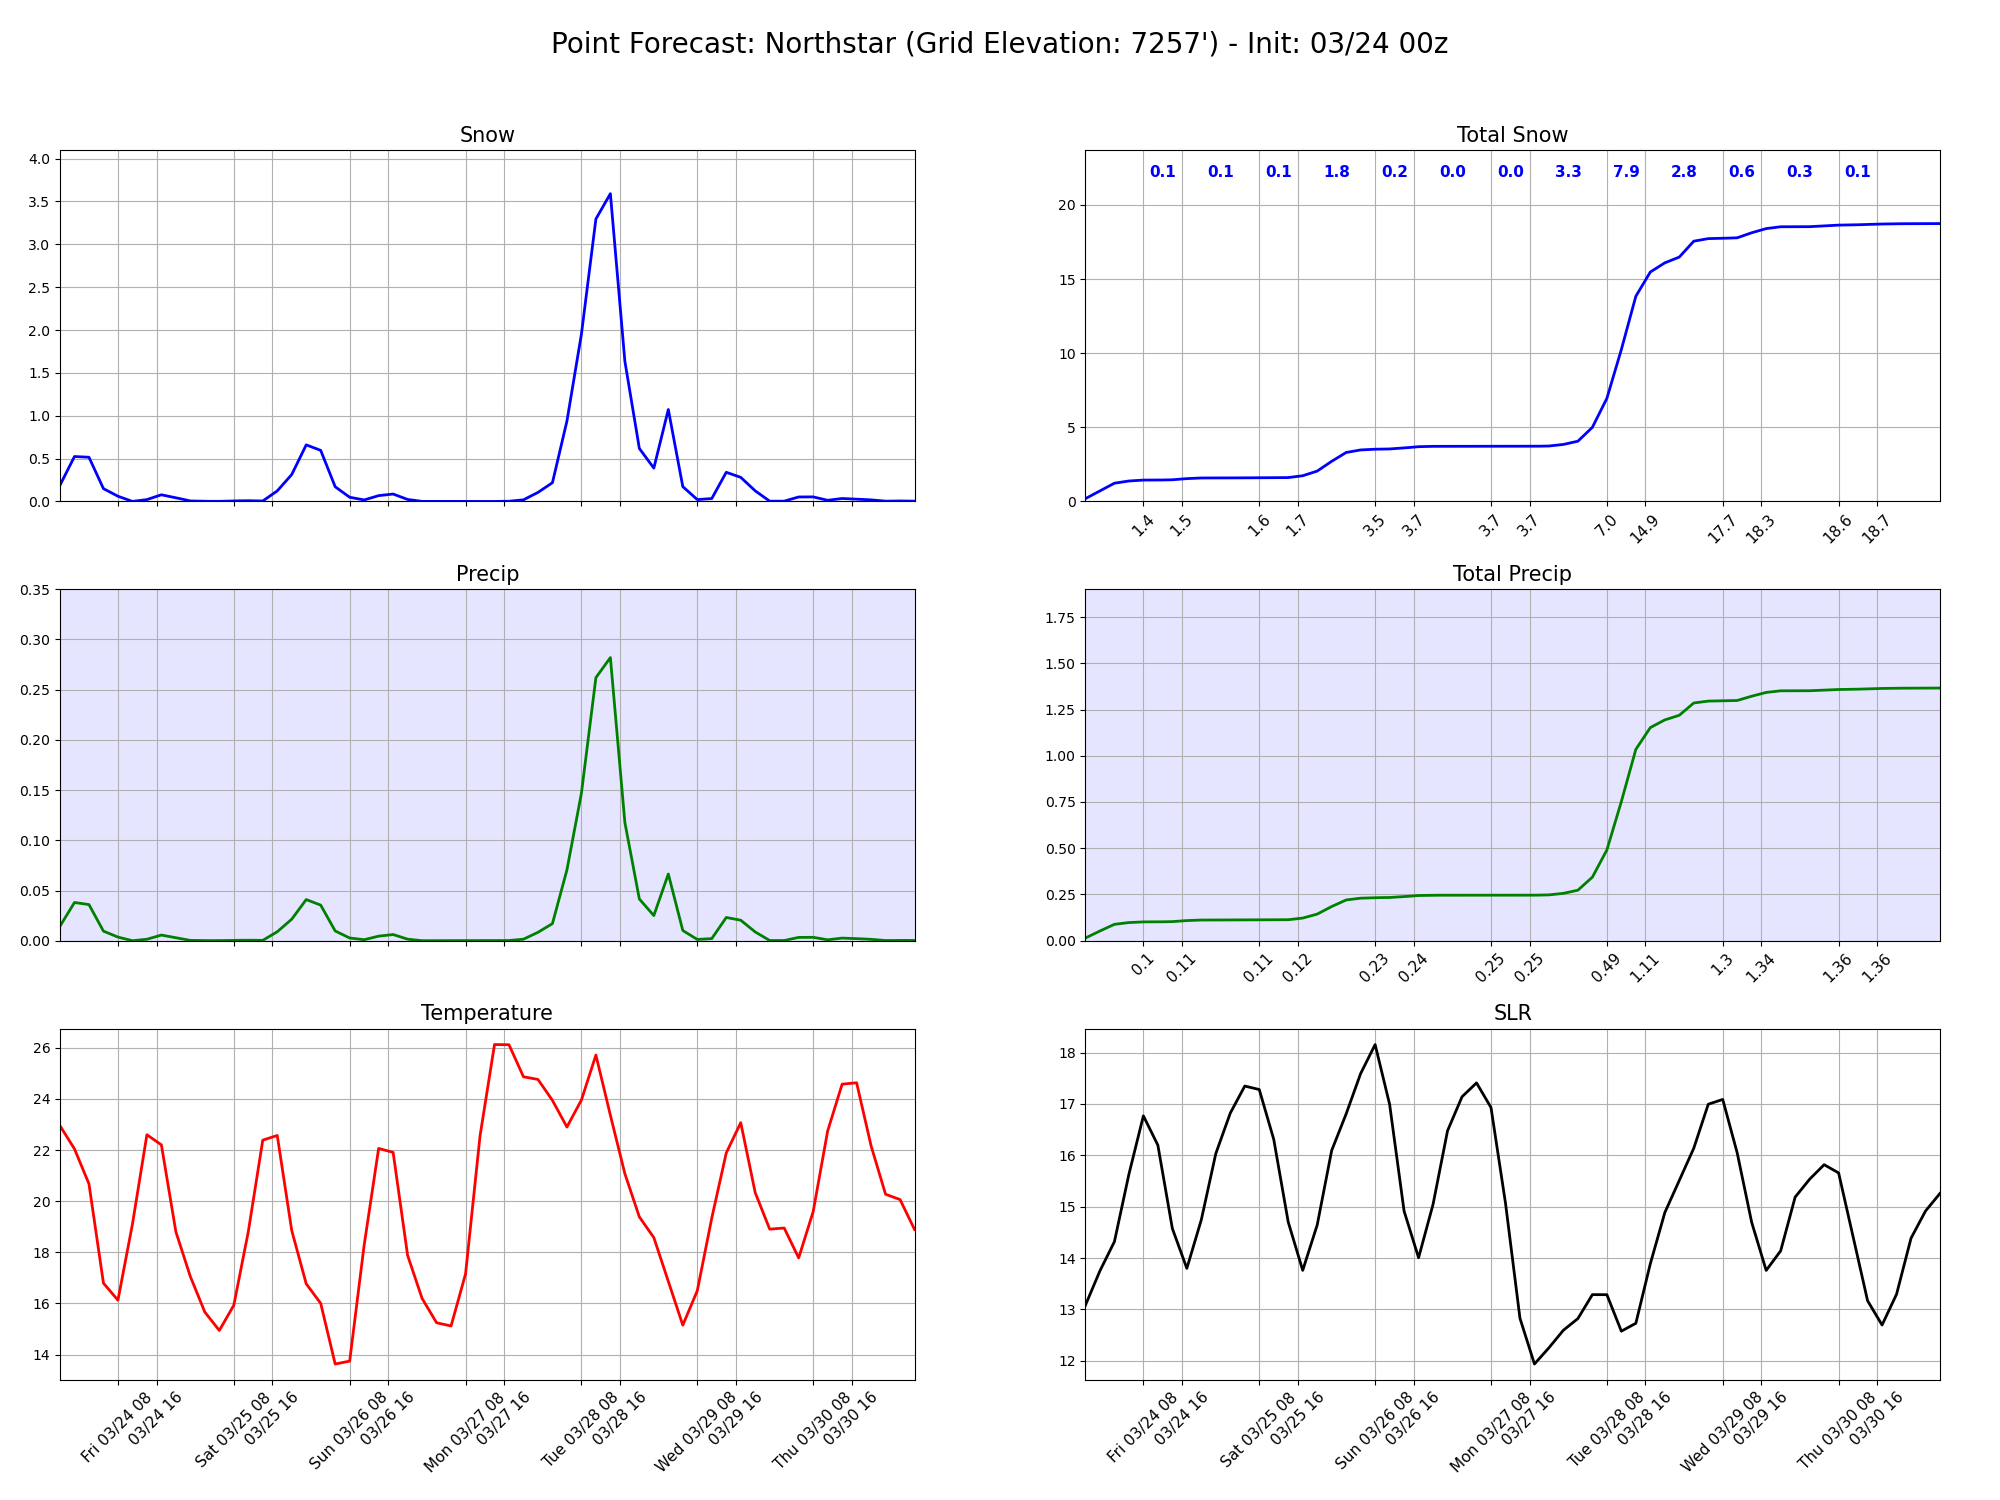 Point Forecast: Northstar (Grid Elevation: 7257') - Init: 03/24 00z
Snow
4.0
3.5
3.0
2.5
2.0
1.5
1.0
0.5
0.0
Total Snow
0.1 0.1 0.1 1.8 0.2 0.0 0.0 3.3 7.9 2.8 0.6 0.3 0.1
20
15
10
5
0
1.4 1.5 1.6 1.7 3.5 3.7 3.7 3.7 7.0 14.9 17.7 18.3 18.6 18.7
Precip
0.35
0.30
0.25
0.20
0.15
0.10
0.05
0.00
Total Precip
1.75
1.50
1.25
1.00
0.75
0.50
0.25
0.00
0.1 0.11 0.11 0.12 0.23 0.24 0.25 0.25 0.49 1.11 1.3 1.34 1.36 1.36
Temperature
26
24
22
20
18
16
14
Fri 03/24 08
03/24 16
Sat 03/25 08
03/25 16
Sun 03/26 08
03/26 16
Mon 03/27 08
03/27 16
Tue 03/28 08
03/28 16
Wed 03/29 08
03/29 16
Thu 03/30 08
03/30 16
SLR
18
17
16
15
14
13
12
Fri 03/24 08
03/24 16
Sat 03/25 08
03/25 16
Sun 03/26 08
03/26 16
Mon 03/27 08
03/27 16
Tue 03/28 08
03/28 16
Wed 03/29 08
03/29 16
Thu 03/30 08
03/30 16